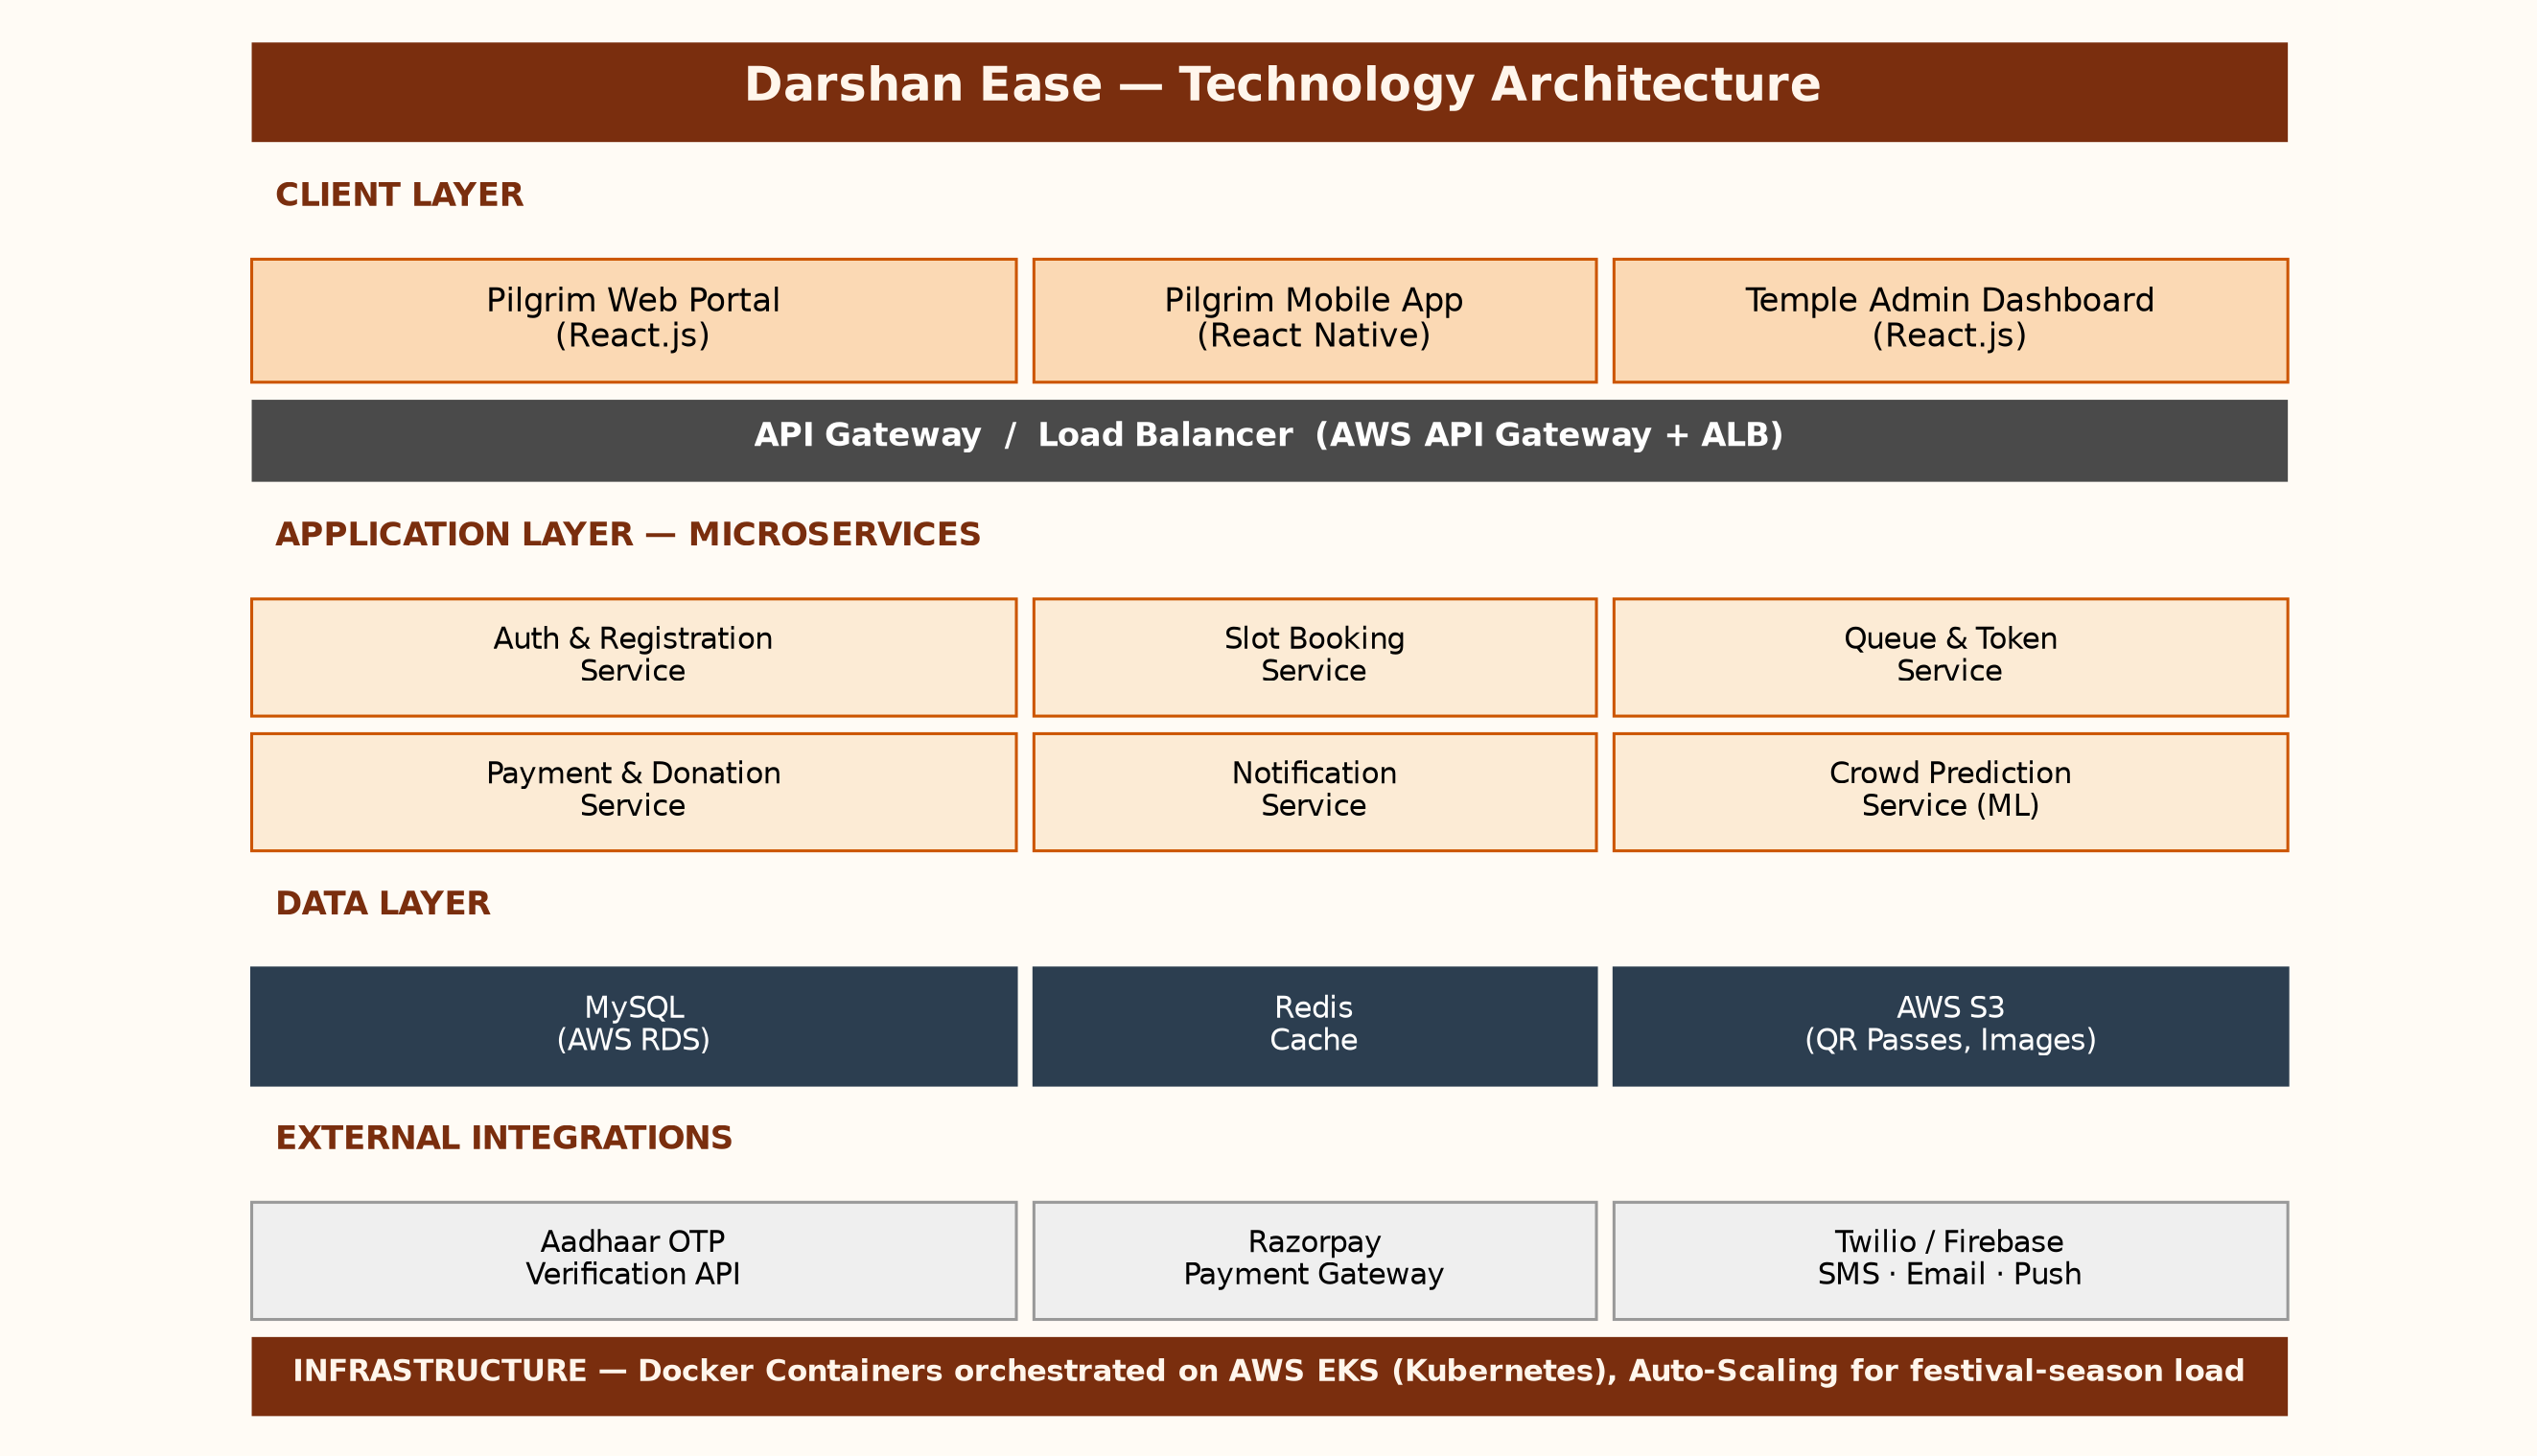 Darshan Ease — Technology Architecture
CLIENT LAYER
Pilgrim Web Portal
(React.js)
Pilgrim Mobile App
(React Native)
Temple Admin Dashboard
(React.js)
API Gateway / Load Balancer (AWS API Gateway + ALB)
APPLICATION LAYER — MICROSERVICES
Auth & Registration
Service
Slot Booking
Service
Queue & Token
Service
Payment & Donation
Service
Notification
Service
Crowd Prediction
Service (ML)
DATA LAYER
MySQL
(AWS RDS)
Redis
Cache
AWS S3
(QR Passes, Images)
EXTERNAL INTEGRATIONS
Aadhaar OTP
Verification API
Razorpay
Payment Gateway
Twilio / Firebase
SMS · Email · Push
INFRASTRUCTURE — Docker Containers orchestrated on AWS EKS (Kubernetes), Auto-Scaling for festival-season load